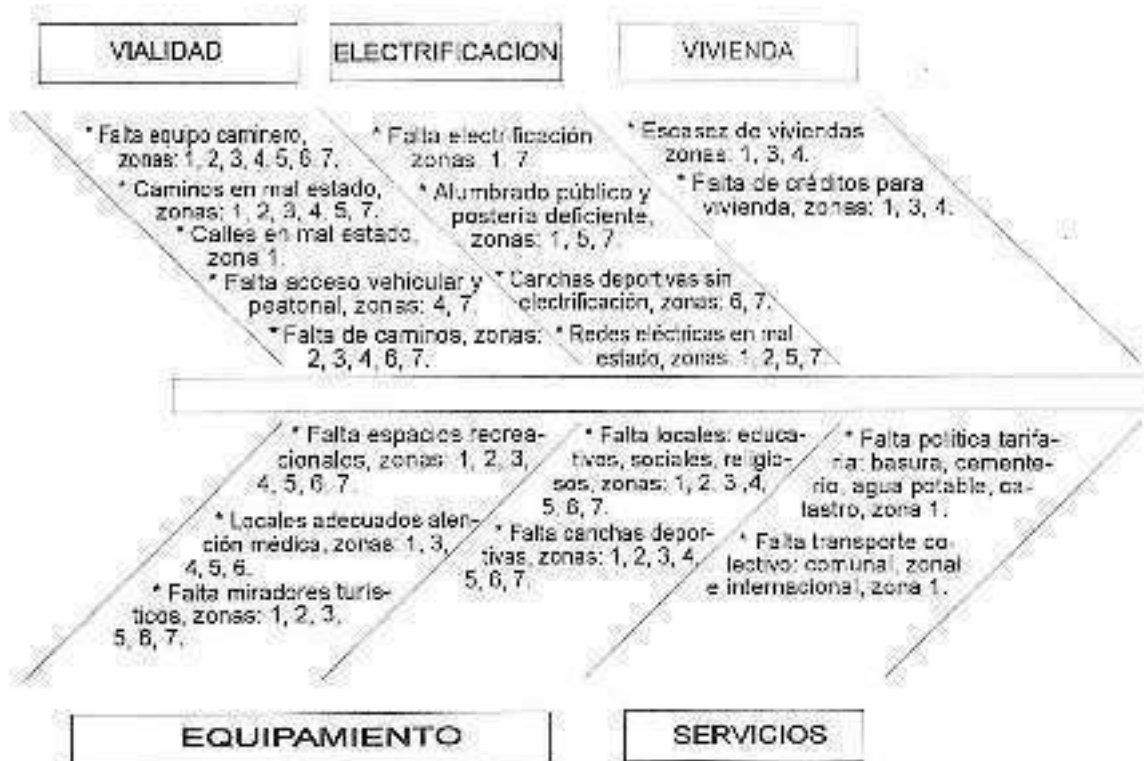 VIALIDAD
ELECTRIFICACION
VIVIENDA
* Falta equipo caminero,
zonas: 1, 2, 3, 4, 5, 6, 7.
* Caminos en mal estado,
zonas: 1, 2, 3, 4, 5, 7.
* Calles en mal estado,
zona 1.
* Falta acceso vehicular y
peatonal, zonas: 4, 7.
* Falta de caminos, zonas:
2, 3, 4, 6, 7.
* Falta electrificación
zonas: 1, 7
* Alumbrado público y
postería deficiente,
zonas: 1, 5, 7.
* Canchas deportivas sin
electrificación, zonas: 6, 7.
* Redes eléctricas en mal
estado, zonas: 1, 2, 5, 7.
* Escasez de viviendas
zonas: 1, 3, 4.
* Falta de créditos para
vivienda, zonas: 1, 3, 4.
* Falta espacios recrea-
cionales, zonas: 1, 2, 3,
4, 5, 6, 7.
* Locales adecuados aten-
ción médica, zonas: 1, 3,
4, 5, 6.
* Falta miradores turís-
ticos, zonas: 1, 2, 3,
5, 6, 7.
* Falta locales: educa-
tivos, sociales, religio-
sos, zonas: 1, 2, 3 ,4,
5, 6, 7.
* Falta canchas depor-
tivas, zonas: 1, 2, 3, 4,
5, 6, 7.
* Falta política tarifa-
ria: basura, cemente-
rio, agua potable, ca-
tastro, zona 1.
* Falta transporte co-
lectivo: comunal, zonal
e internacional, zona 1.
EQUIPAMIENTO
SERVICIOS